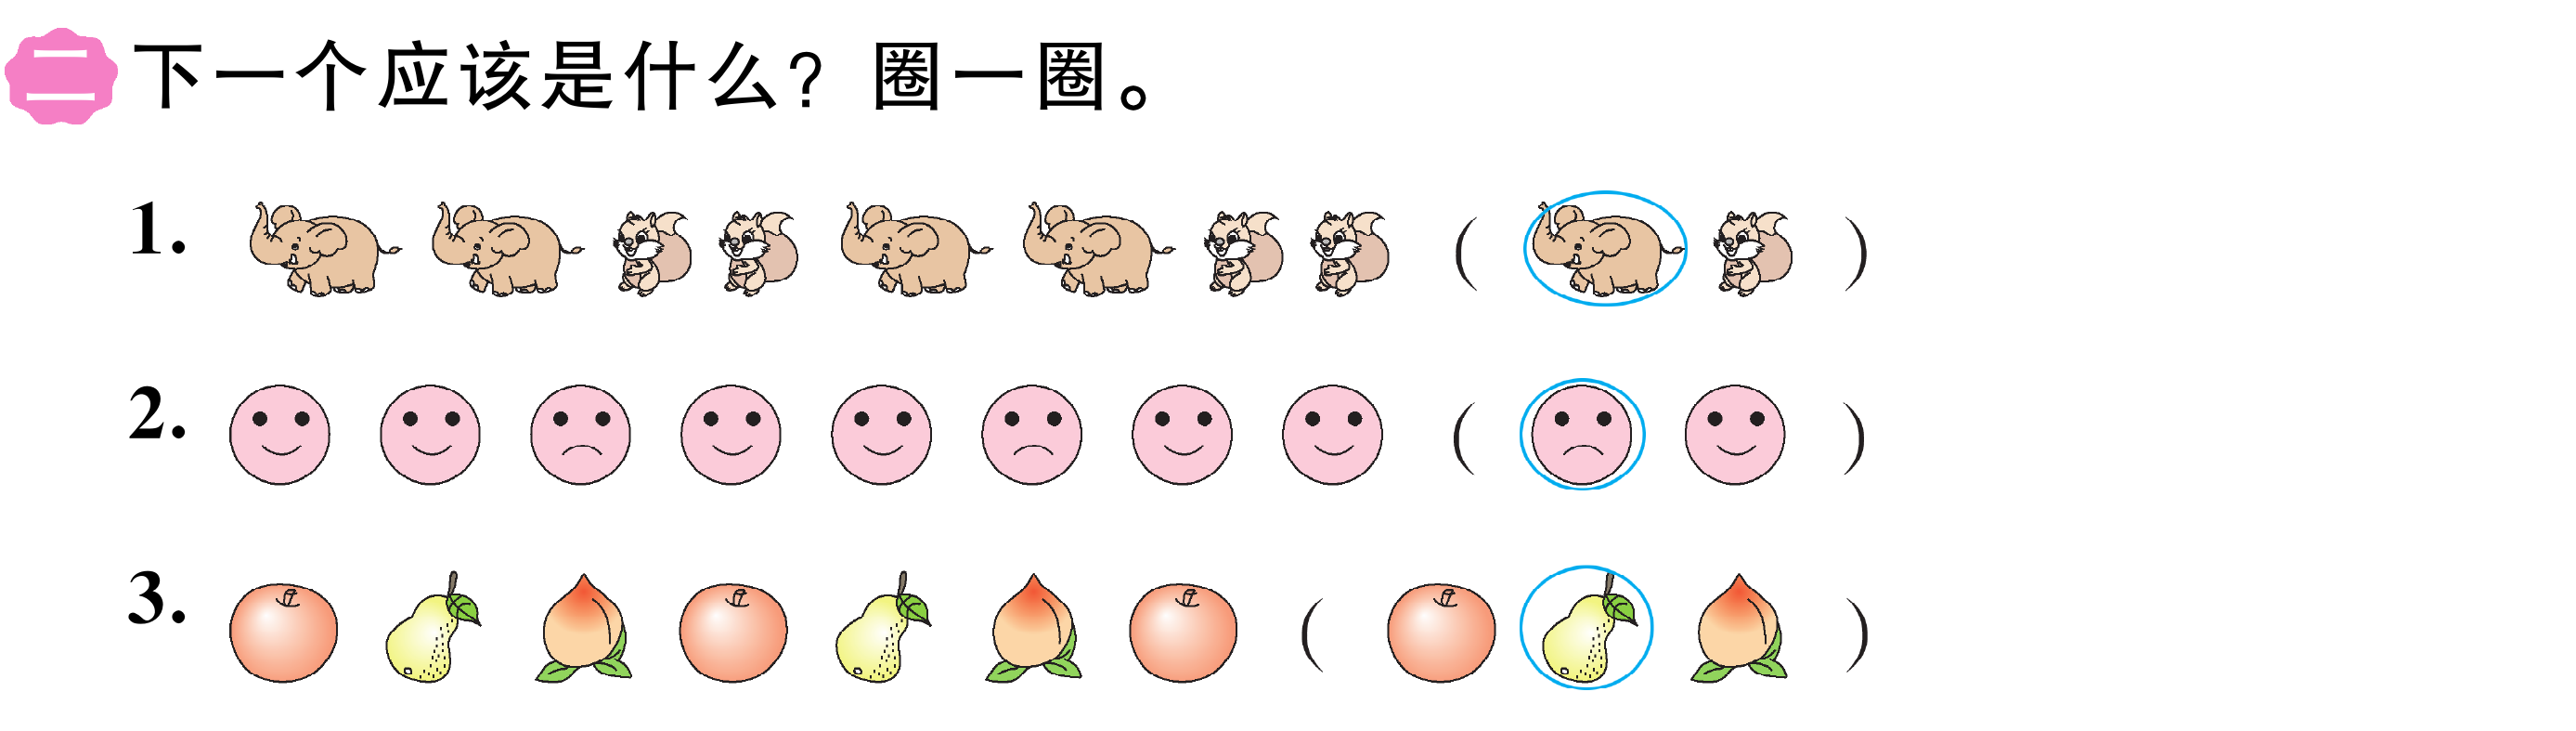 二 下一个应该是什么？圈一圈。
1. ( )
2. ( )
3. ( )